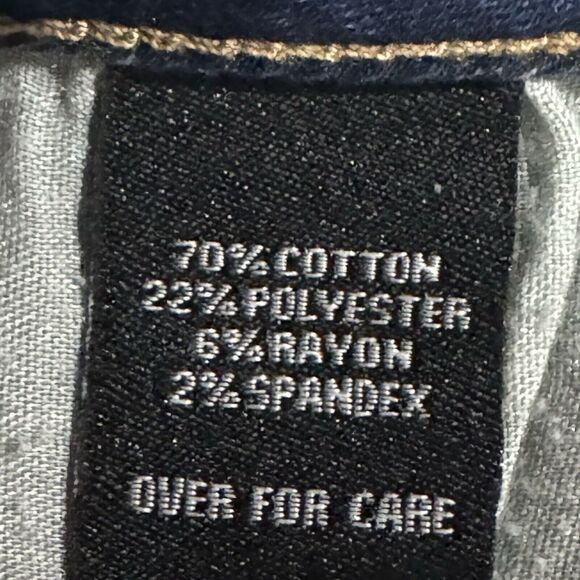 70% COTTON
22% POLYESTER
6% RAYON
2% SPANDEX
OVER FOR CARE